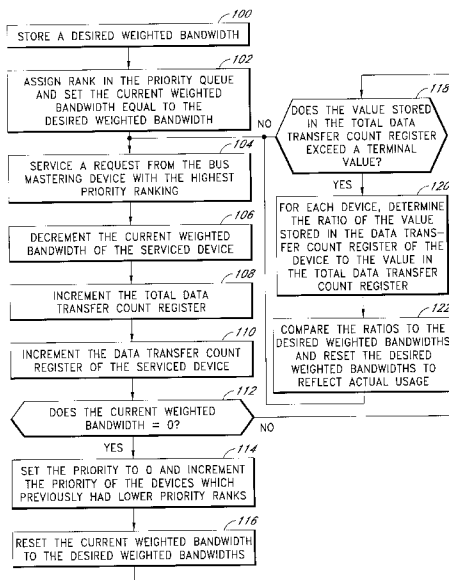 100
STORE A DESIRED WEIGHTED BANDWIDTH
102
ASSIGN RANK IN THE PRIORITY QUEUE
AND SET THE CURRENT WEIGHTED
BANDWIDTH EQUAL TO THE
DESIRED WEIGHTED BANDWIDTH
104
SERVICE A REQUEST FROM THE BUS
MASTERING DEVICE WITH THE HIGHEST
PRIORITY RANKING
106
DECREMENT THE CURRENT WEIGHTED
BANDWIDTH OF THE SERVICED DEVICE
108
INCREMENT THE TOTAL DATA
TRANSFER COUNT REGISTER
110
INCREMENT THE DATA TRANSFER COUNT
REGISTER OF THE SERVICED DEVICE
112
DOES THE CURRENT WEIGHTED
BANDWIDTH = 0?
NO
YES
114
SET THE PRIORITY TO 0 AND INCREMENT
THE PRIORITY OF THE DEVICES WHICH
PREVIOUSLY HAD LOWER PRIORITY RANKS
116
RESET THE CURRENT WEIGHTED BANDWIDTH
TO THE DESIRED WEIGHTED BANDWIDTHS
118
DOES THE VALUE STORED
IN THE TOTAL DATA
TRANSFER COUNT REGISTER
EXCEED A TERMINAL
VALUE?
NO
YES
120
FOR EACH DEVICE, DETERMINE
THE RATIO OF THE VALUE
STORED IN THE DATA TRANS-
FER COUNT REGISTER OF THE
DEVICE TO THE VALUE IN
THE TOTAL DATA TRANSFER
COUNT REGISTER
122
COMPARE THE RATIOS TO THE
DESIRED WEIGHTED BANDWIDTHS
AND RESET THE DESIRED
WEIGHTED BANDWIDTHS TO
REFLECT ACTUAL USAGE